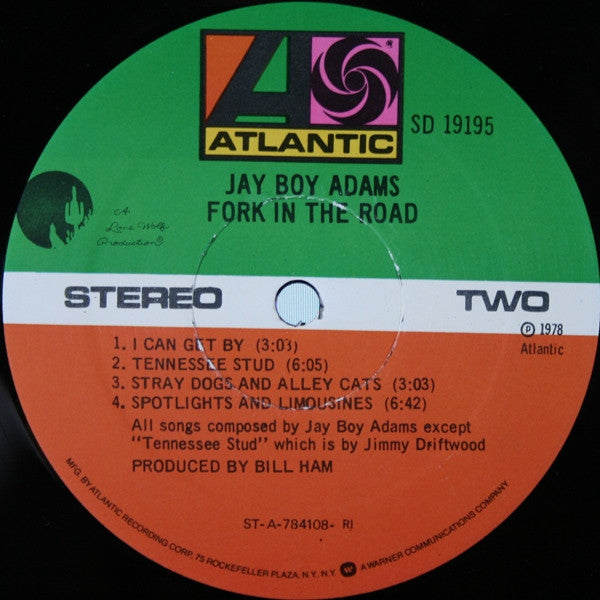 ATLANTIC
SD 19195
JAY BOY ADAMS
FORK IN THE ROAD
A
Lone Wolf
Production®
STEREO
TWO
℗ 1978
Atlantic
1. I CAN GET BY (3:03)
2. TENNESSEE STUD (6:05)
3. STRAY DOGS AND ALLEY CATS (3:03)
4. SPOTLIGHTS AND LIMOUSINES (6:42)
All songs composed by Jay Boy Adams except
"Tennessee Stud" which is by Jimmy Driftwood
PRODUCED BY BILL HAM
ST-A-784108- RI
MFG. BY ATLANTIC RECORDING CORP. 75 ROCKEFELLER PLAZA, N.Y. N.Y. W A WARNER COMMUNICATIONS COMPANY